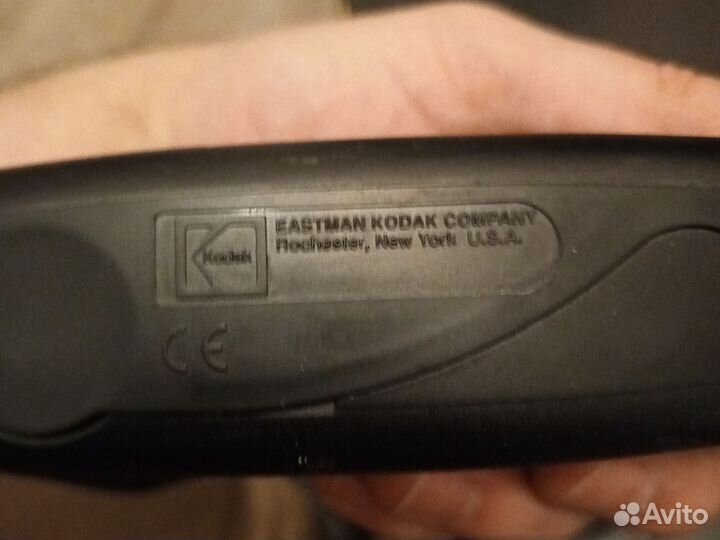 EASTMAN KODAK COMPANY
Rochester, New York U.S.A.
Kodak
CE
Avito